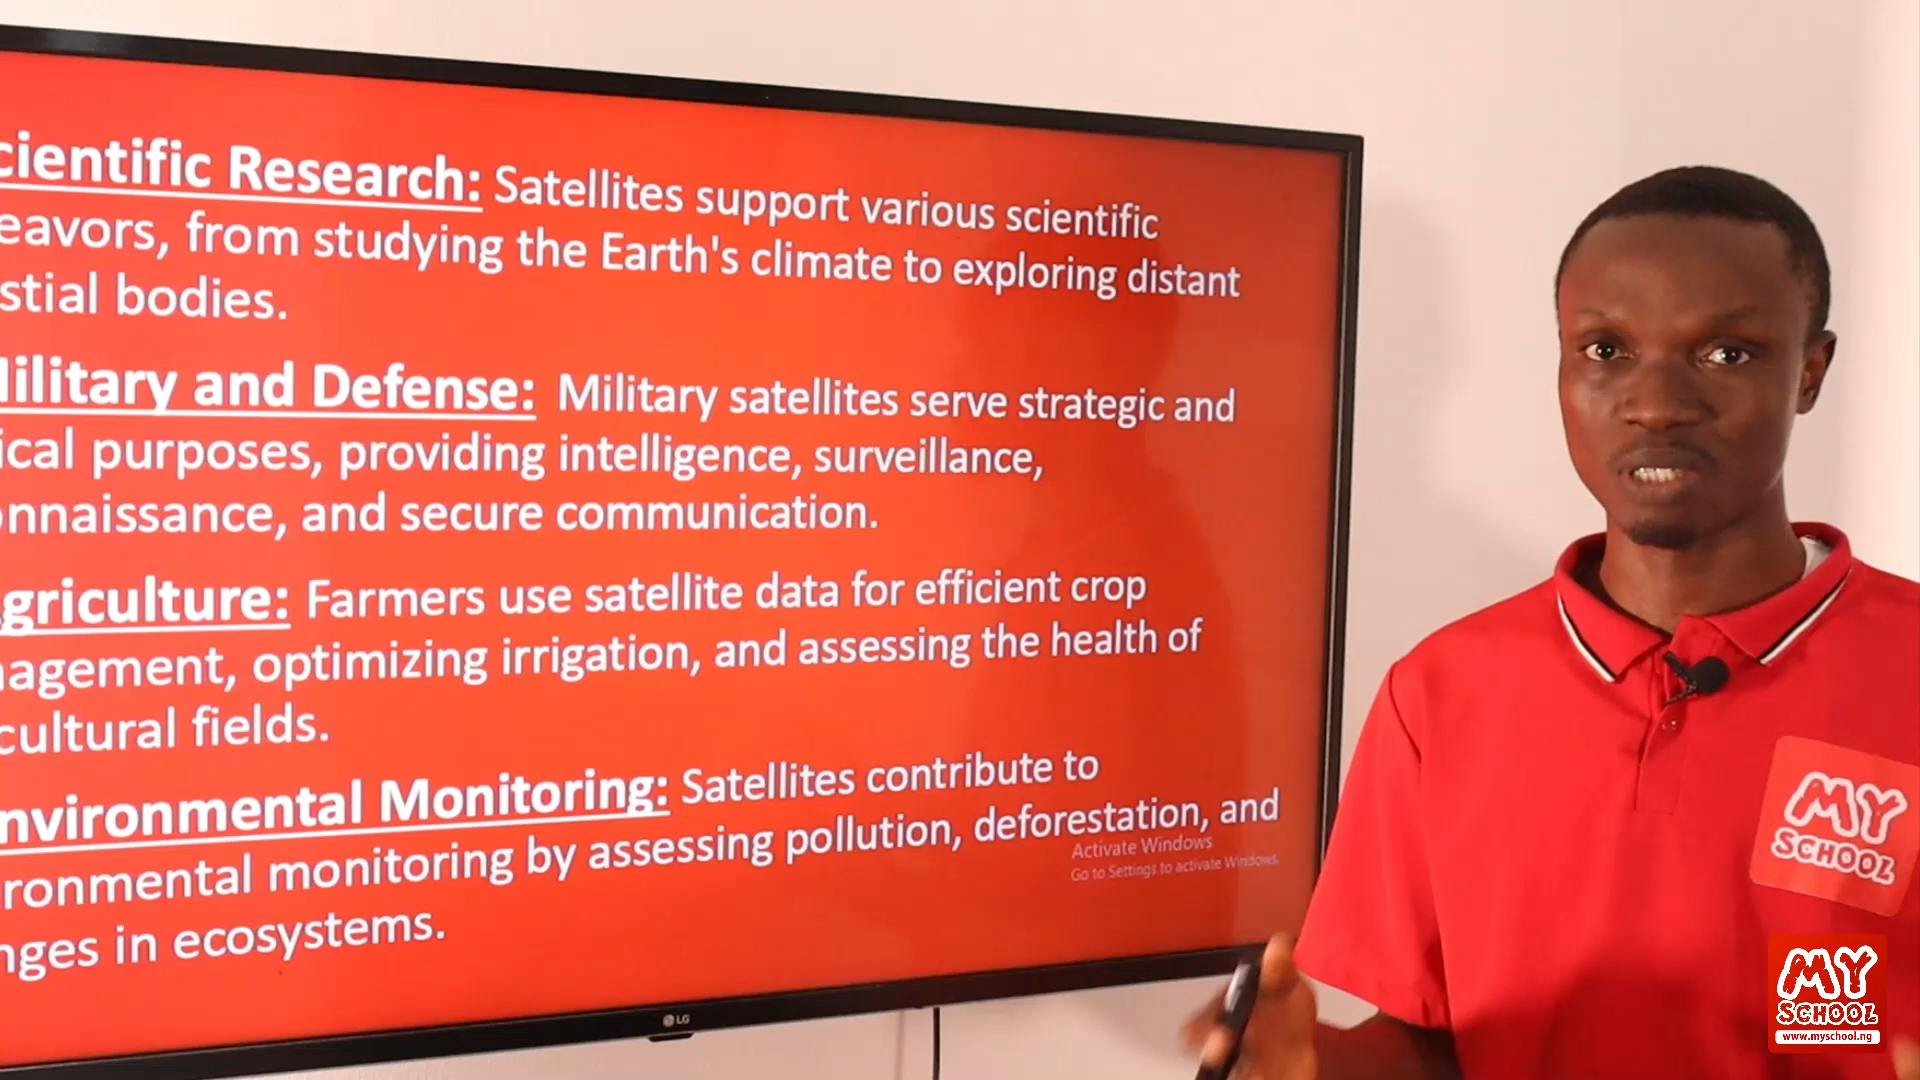 cientific Research: Satellites support various scientific
eavors, from studying the Earth's climate to exploring distant
stial bodies.
ilitary and Defense: Military satellites serve strategic and
ical purposes, providing intelligence, surveillance,
onnaissance, and secure communication.
griculture: Farmers use satellite data for efficient crop
nagement, optimizing irrigation, and assessing the health of
cultural fields.
nvironmental Monitoring: Satellites contribute to
ronmental monitoring by assessing pollution, deforestation, and
nges in ecosystems.
Activate Windows
Go to Settings to activate Windows.
LG
MY
SCHOOL
MY
SCHOOL
www.myschool.ng